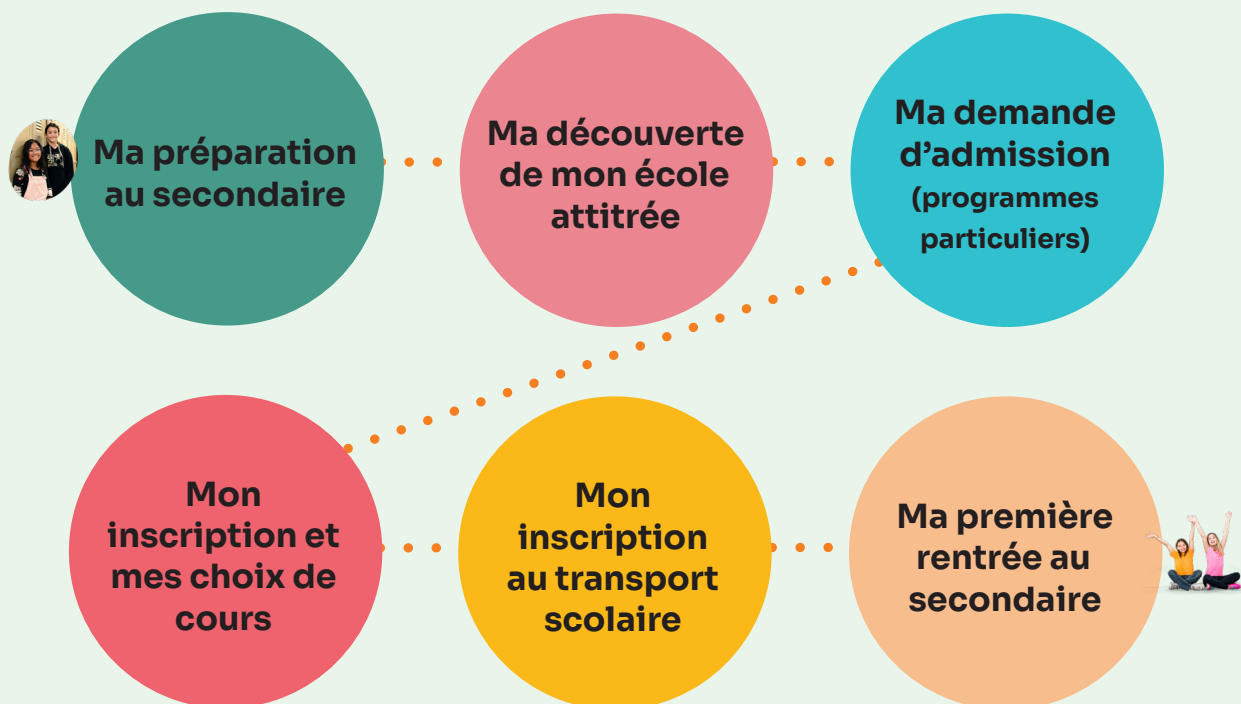 Ma préparation
au secondaire
Ma découverte
de mon école
attitrée
Ma demande
d’admission
(programmes
particuliers)
Mon
inscription et
mes choix de
cours
Mon
inscription
au transport
scolaire
Ma première
rentrée au
secondaire